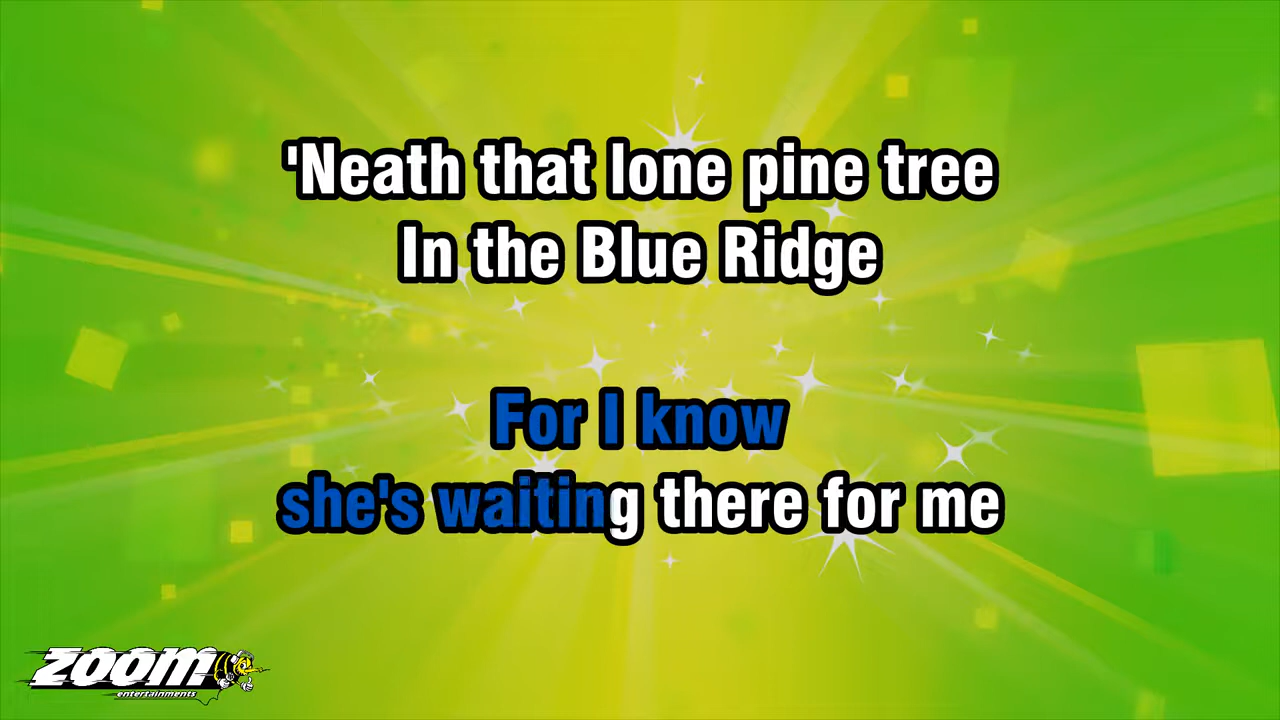 'Neath that lone pine tree
In the Blue Ridge
For I know
she's waiting there for me
zoom
entertainments